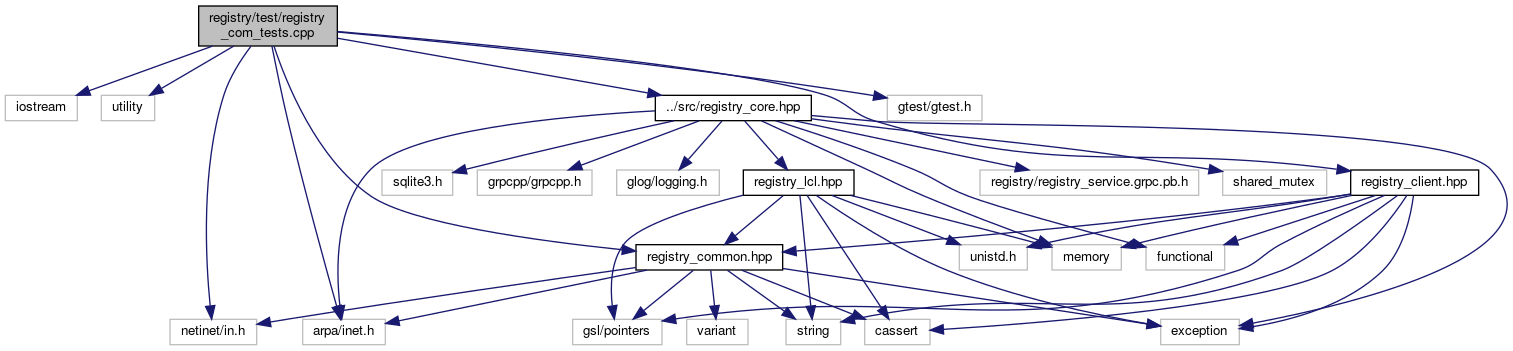 registry/test/registry
_com_tests.cpp
iostream
utility
../src/registry_core.hpp
gtest/gtest.h
sqlite3.h
grpcpp/grpcpp.h
glog/logging.h
registry_lcl.hpp
registry/registry_service.grpc.pb.h
shared_mutex
registry_client.hpp
registry_common.hpp
unistd.h
memory
functional
netinet/in.h
arpa/inet.h
gsl/pointers
variant
string
cassert
exception